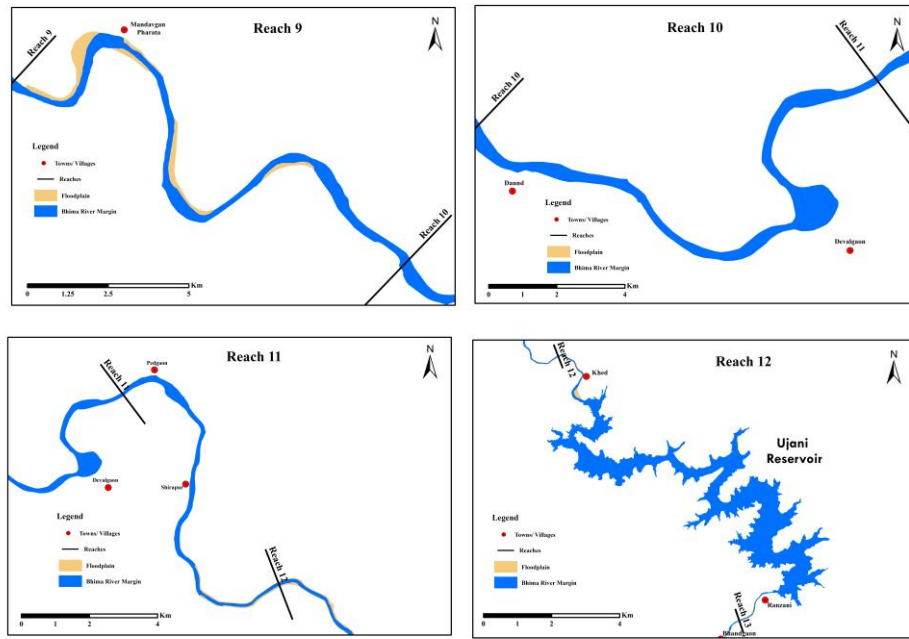 Reach 9
N
Mandavgan
Pharata
Reach 9
Legend
Towns/ Villages
Reaches
Floodplain
Bhima River Margin
Reach 10
Km
0 1.25 2.5 5
Reach 10
N
Reach 11
Reach 10
Daund
Legend
Towns/ Villages
Reaches
Floodplain
Bhima River Margin
Devalgaon
Km
0 1 2 4
Reach 11
N
Pedgaon
Reach 11
Devalgaon
Shirapur
Legend
Towns/ Villages
Reaches
Floodplain
Bhima River Margin
Reach 12
Km
0 1 2 4
Reach 12
N
Reach 12
Khed
Ujani
Reservoir
Legend
Towns/ Villages
Reaches
Floodplain
Bhima River Margin
Ranzani
Reach 13
Km
0 1 2 4